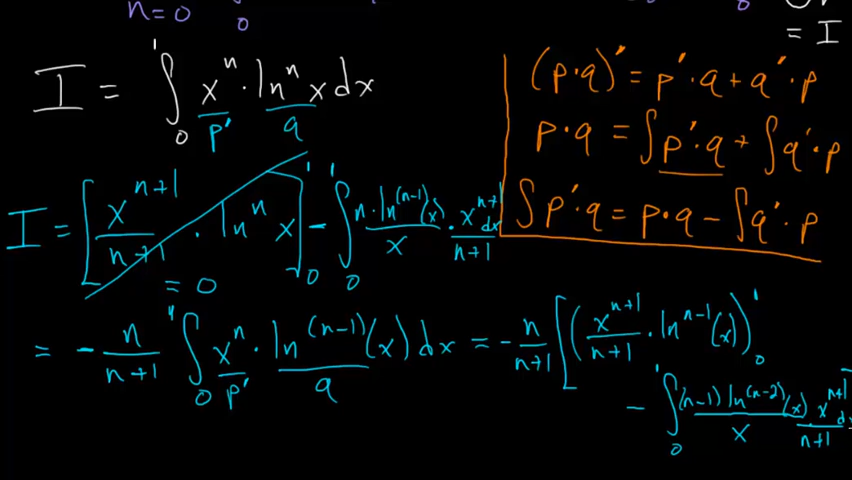 n=0 0 0
= I
I = ∫₀¹ xⁿ · lnⁿ x dx
p' q
(p·q)' = p'·q + q'·p
p·q = ∫ p'·q + ∫ q'·p
∫ p'·q = p·q − ∫ q'·p
I = [ xⁿ⁺¹/(n+1) · lnⁿ x ]₀¹ − ∫₀¹ n·ln⁽ⁿ⁻¹⁾(x)/x · xⁿ⁺¹/(n+1) dx
= 0
= − n/(n+1) ∫₀¹ xⁿ · ln⁽ⁿ⁻¹⁾(x) dx = − n/(n+1) [ ( xⁿ⁺¹/(n+1) · lnⁿ⁻¹(x) )₀¹
p' q
− ∫₀¹ (n−1) ln⁽ⁿ⁻²⁾(x)/x · xⁿ⁺¹/(n+1) dx